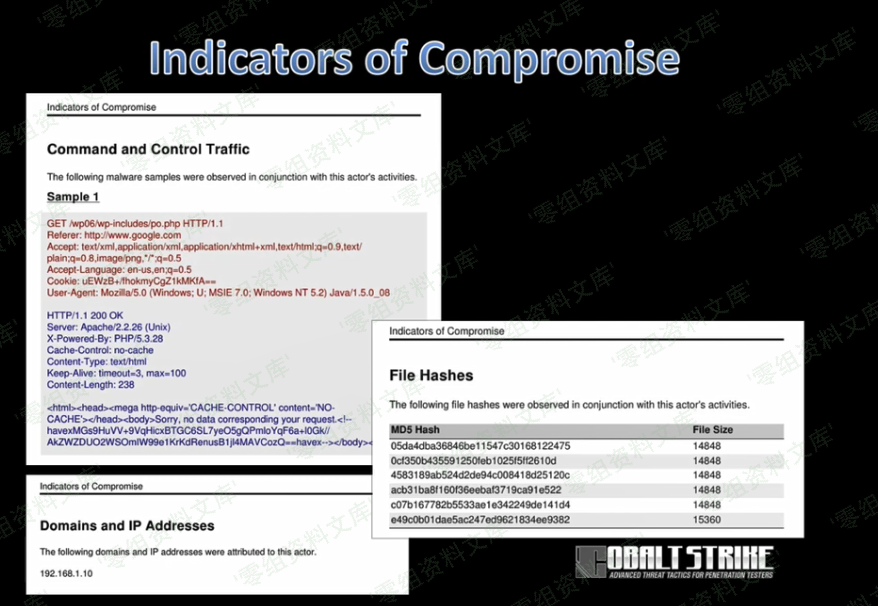 Indicators of Compromise
Indicators of Compromise
Command and Control Traffic
The following malware samples were observed in conjunction with this actor's activities.
Sample 1
GET /wp06/wp-includes/po.php HTTP/1.1
Referer: http://www.google.com
Accept: text/xml,application/xml,application/xhtml+xml,text/html;q=0.9,text/
plain;q=0.8,image/png,*/*;q=0.5
Accept-Language: en-us,en;q=0.5
Cookie: uEWzB+/fhokmyCgZ1kMKfA==
User-Agent: Mozilla/5.0 (Windows; U; MSIE 7.0; Windows NT 5.2) Java/1.5.0_08
HTTP/1.1 200 OK
Server: Apache/2.2.26 (Unix)
X-Powered-By: PHP/5.3.28
Cache-Control: no-cache
Content-Type: text/html
Keep-Alive: timeout=3, max=100
Content-Length: 238
<html><head><mega http-equiv='CACHE-CONTROL' content='NO-
CACHE'></head><body>Sorry, no data corresponding your request.<!--
havexMGs9HuVV+9VqHicxBTGC6SL7yeO5gQPmIoYqF6a+I0Gk//
AkZWZDUO2WSOmIW99e1KrKdRenusB1jl4MAVCozQ==havex--></body><
Indicators of Compromise
File Hashes
The following file hashes were observed in conjunction with this actor's activities.
MD5 Hash File Size
05da4dba36846be11547c30168122475 14848
0cf350b435591250feb1025f5ff2610d 14848
4583189ab524d2de94c008418d25120c 14848
acb31ba8f160f36eebaf3719ca91e522 14848
c07b167782b5533ae1e342249de141d4 14848
e49c0b01dae5ac247ed9621834ee9382 15360
Indicators of Compromise
Domains and IP Addresses
The following domains and IP addresses were attributed to this actor.
192.168.1.10
COBALT STRIKE
ADVANCED THREAT TACTICS FOR PENETRATION TESTERS
'零组资料文库'